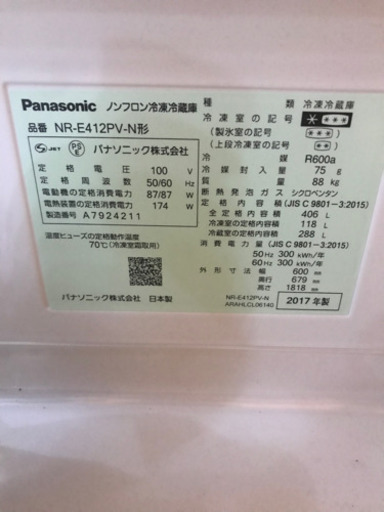 Panasonic ノンフロン冷凍冷蔵庫
品番 NR-E412PV-N形
JET PS E パナソニック株式会社
定格電圧 100 V
定格周波数 50/60 Hz
電動機の定格消費電力 87/87 W
電熱装置の定格消費電力 174 W
製造番号 A7924211
温度ヒューズの定格動作温度
70℃(冷凍室霜取用)
パナソニック株式会社 日本製
種類 冷凍冷蔵庫
冷凍室の記号
(製氷室の記号)
(上段冷凍室の記号)
冷媒 R600a
冷媒封入量 75 g
質量 88 kg
断熱発泡ガス シクロペンタン
定格内容積 (JIS C 9801-3:2015)
全定格内容積 406 L
冷凍室内容積 118 L
冷蔵室内容積 288 L
消費電力量 (JIS C 9801-3:2015)
50Hz 300 kWh/年
60Hz 300 kWh/年
外形寸法 幅 600 mm
奥行 679 mm
高さ 1818 mm
NR-E412PV-N
ARAHLCL06140
2017年製